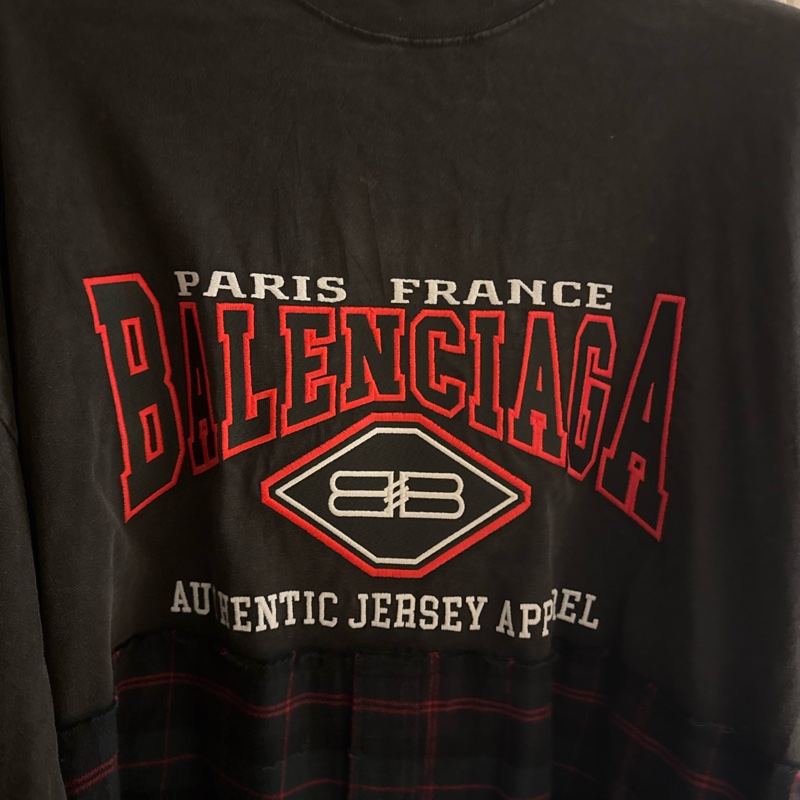 PARIS FRANCE
BALENCIAGA
BB
AUTHENTIC JERSEY APPAREL